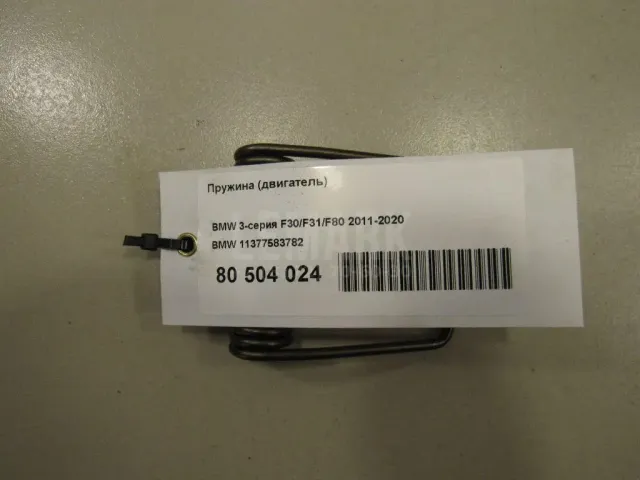 Пружина (двигатель)
BMW 3-серия F30/F31/F80 2011-2020
BMW 11377583782
80 504 024